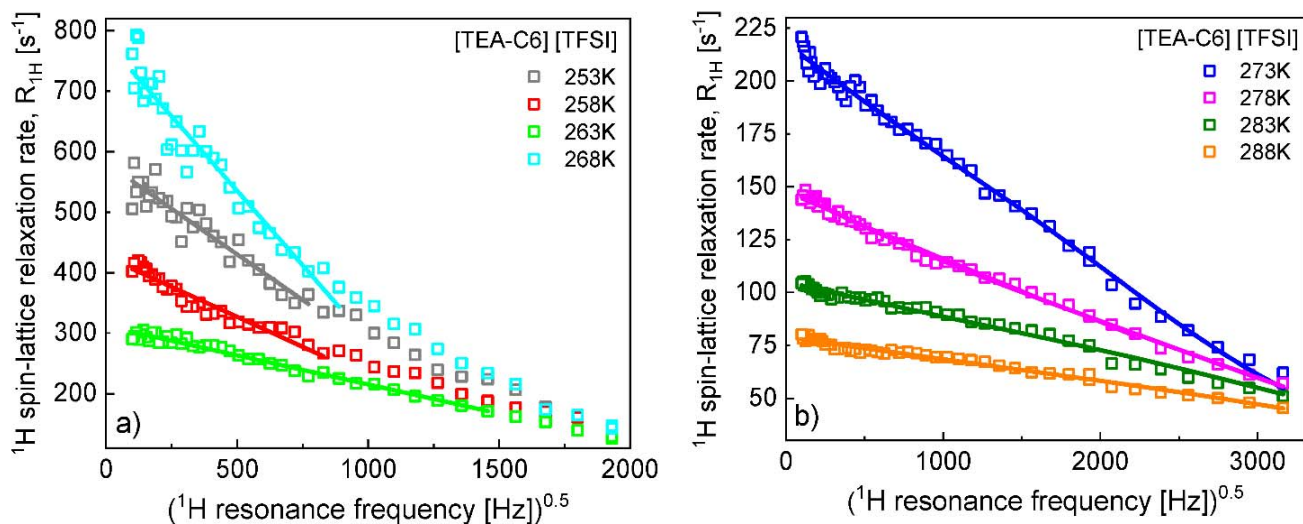 [TEA-C6] [TFSI]
253K
258K
263K
268K
¹H spin-lattice relaxation rate, R₁H [s⁻¹]
800
700
600
500
400
300
200
a)
0
500
1000
1500
2000
(¹H resonance frequency [Hz])⁰·⁵
[TEA-C6] [TFSI]
273K
278K
283K
288K
¹H spin-lattice relaxation rate, R₁H [s⁻¹]
225
200
175
150
125
100
75
50
b)
0
1000
2000
3000
(¹H resonance frequency [Hz])⁰·⁵